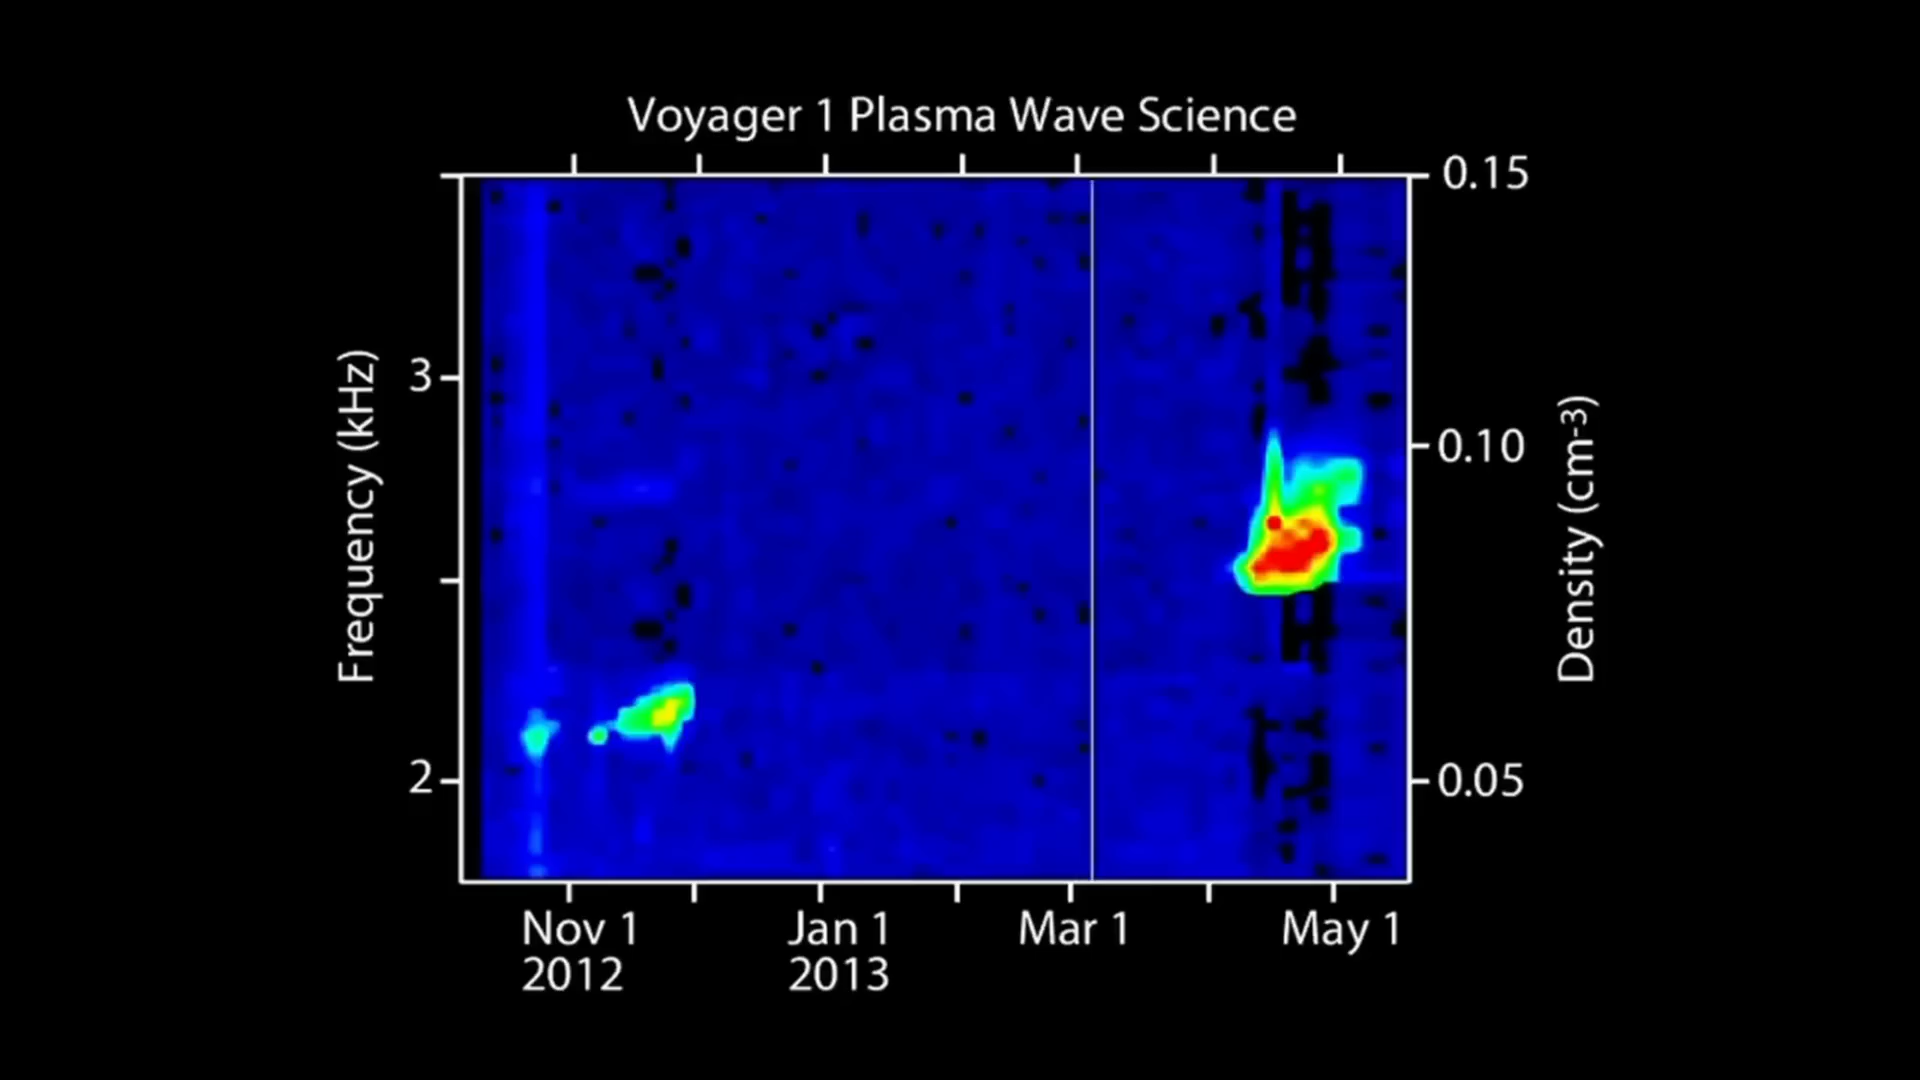 Voyager 1 Plasma Wave Science
0.15
3
0.10
Frequency (kHz)
Density (cm-3)
2
0.05
Nov 1
2012
Jan 1
2013
Mar 1
May 1